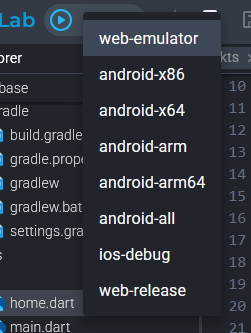 Lab
web-emulator
orer
kts
android-x86
base
10
radle
android-x64
11
build.gradle
12
gradle.prope
android-arm
13
gradlew
14
gradlew.bat
android-arm64
15
settings.gra
16
android-all
17
s
18
ios-debug
19
home.dart
web-release
20
main.dart
21